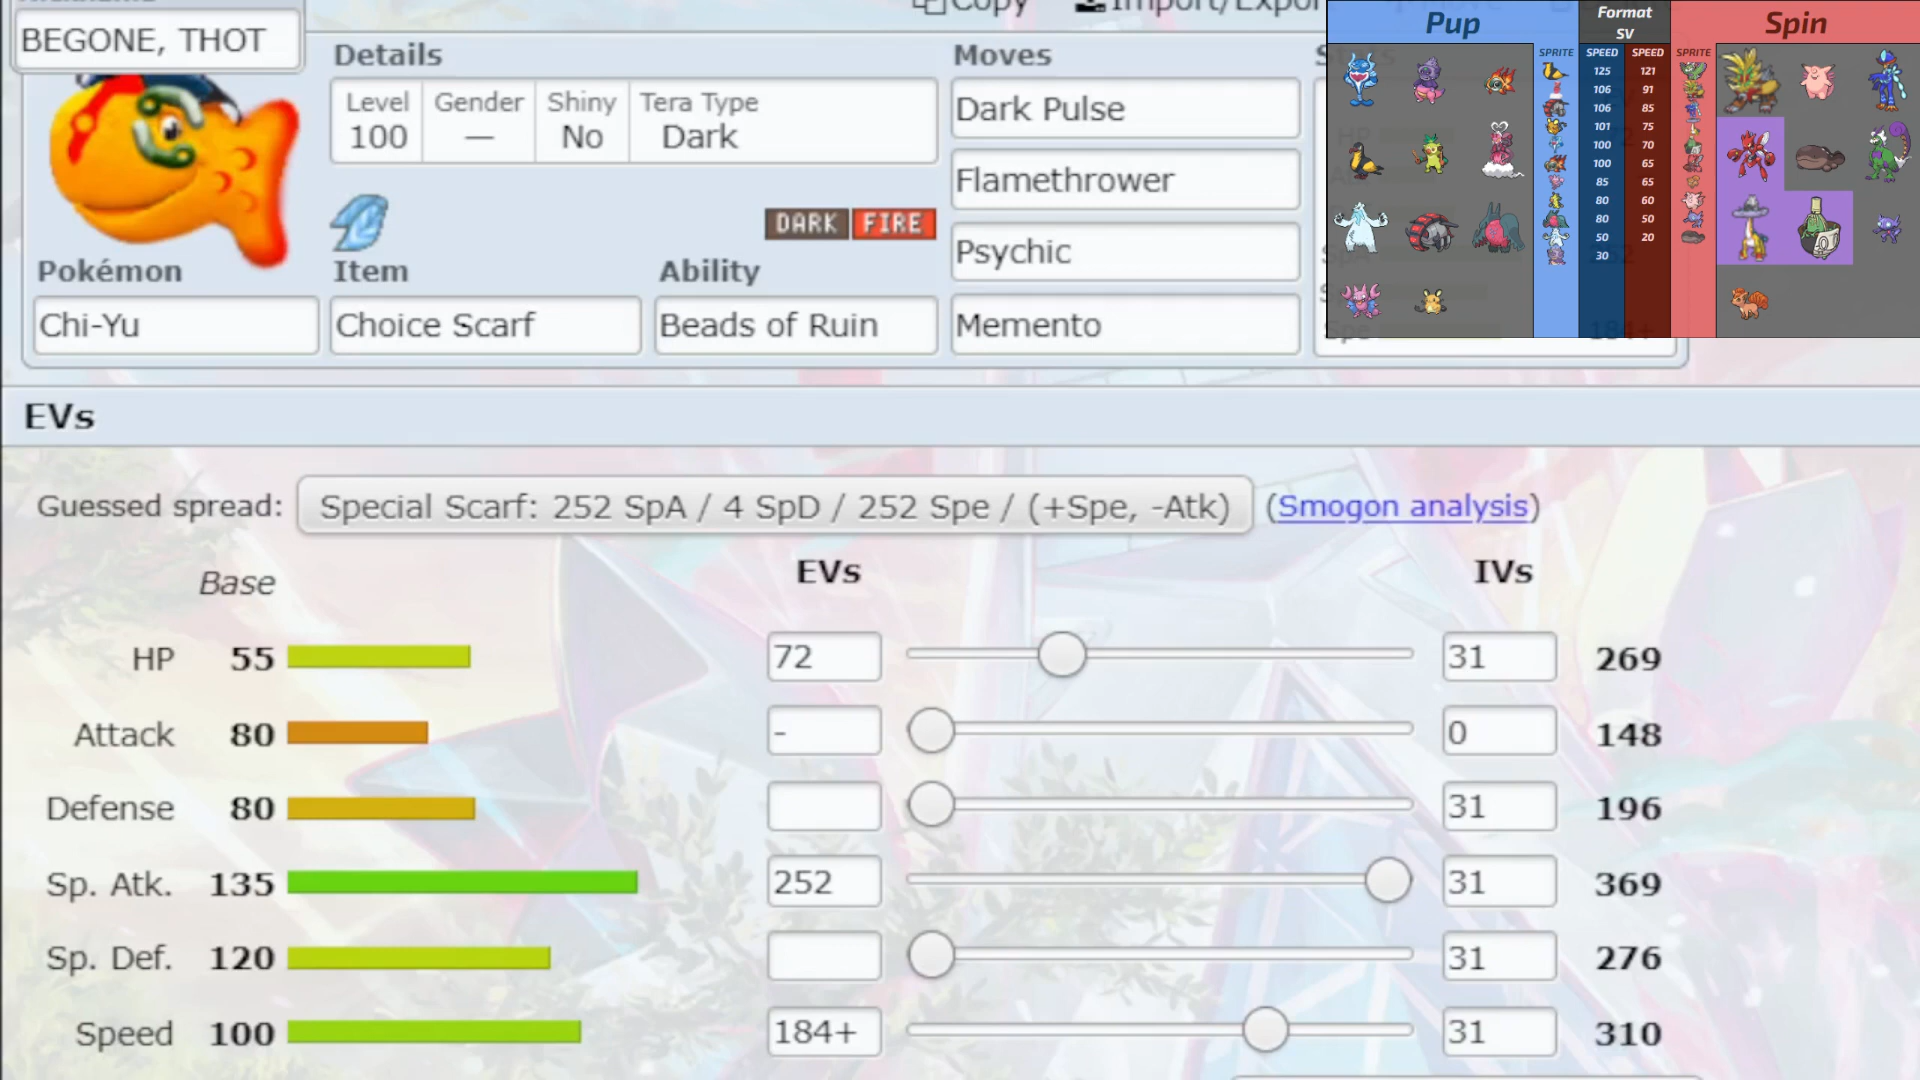 Copy Import/Export
BEGONE, THOT
Details
Level Gender Shiny Tera Type
100 — No Dark
DARK FIRE
Pokémon Item Ability
Chi-Yu Choice Scarf Beads of Ruin
Moves
Dark Pulse
Flamethrower
Psychic
Memento
Spe 184+
Pup Format SV Spin
SPRITE SPEED SPEED SPRITE
125 121
106 91
106 85
101 75
100 70
100 65
85 65
80 60
80 50
50 20
30
EVs
Guessed spread: Special Scarf: 252 SpA / 4 SpD / 252 Spe / (+Spe, -Atk) (Smogon analysis)
Base EVs IVs
HP 55 72 31 269
Attack 80 - 0 148
Defense 80 31 196
Sp. Atk. 135 252 31 369
Sp. Def. 120 31 276
Speed 100 184+ 31 310